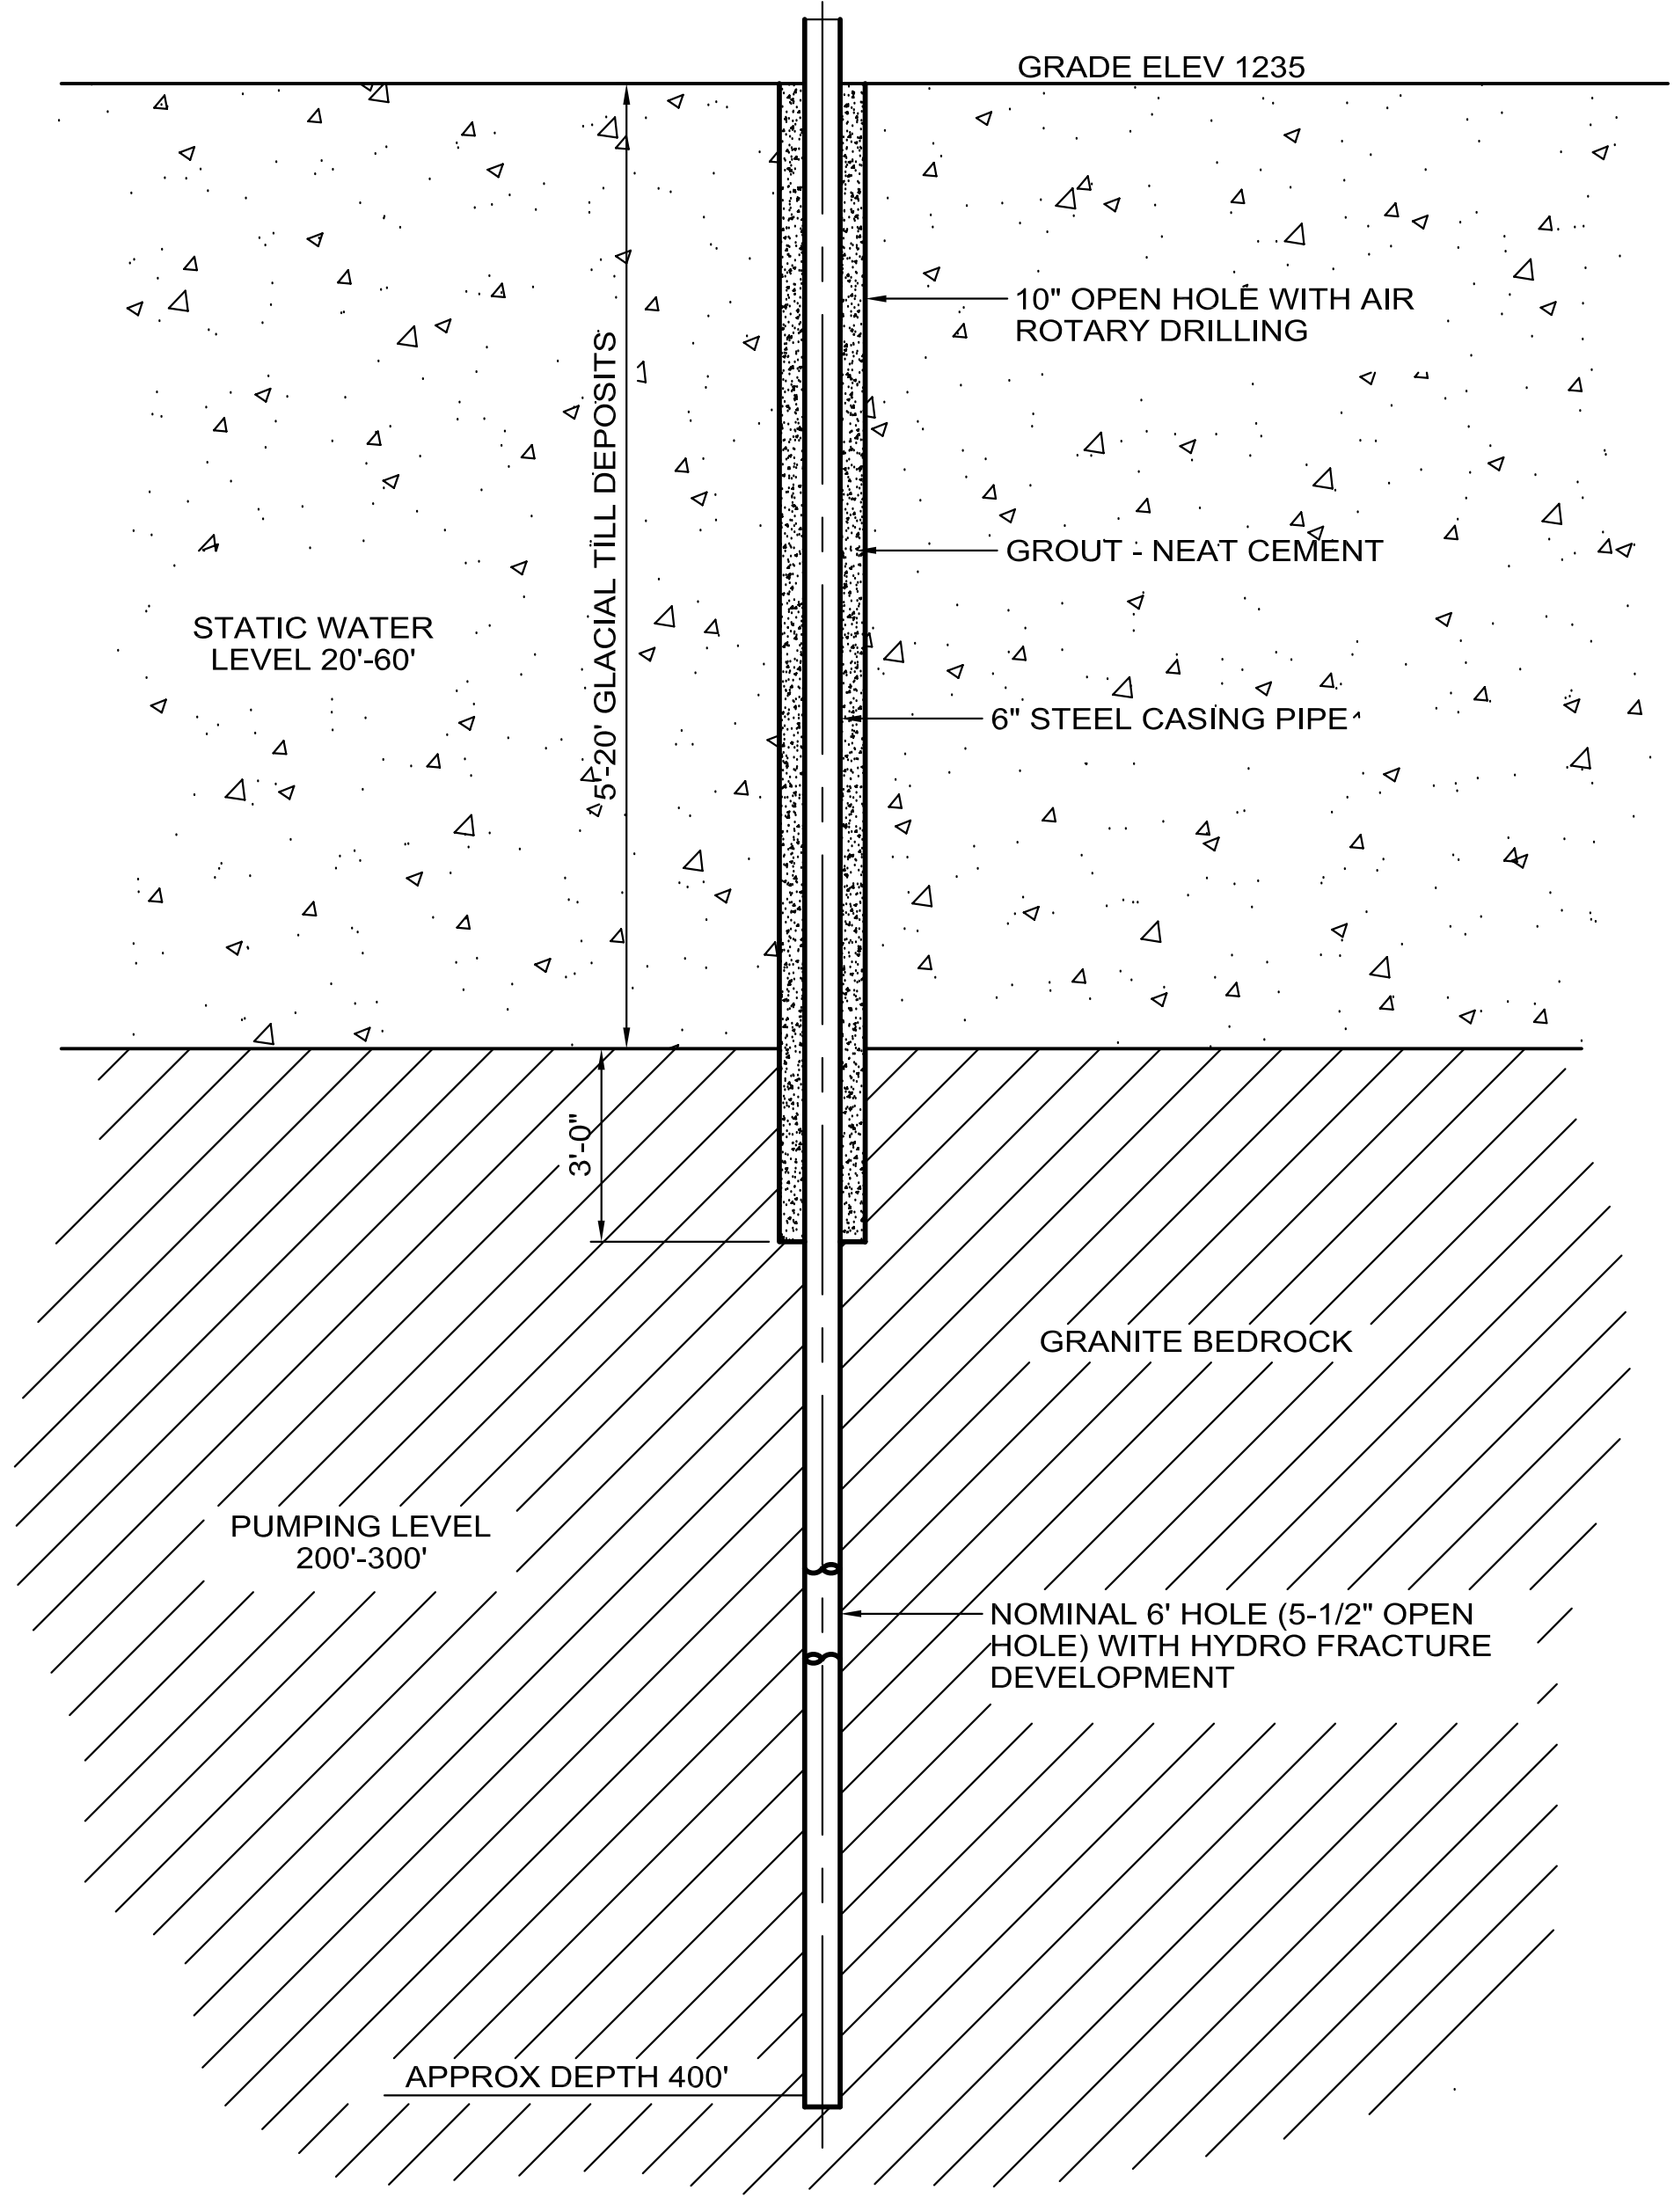 GRADE ELEV 1235
10" OPEN HOLE WITH AIR
ROTARY DRILLING
5'-20' GLACIAL TILL DEPOSITS
GROUT - NEAT CEMENT
STATIC WATER
LEVEL 20'-60'
6" STEEL CASING PIPE
3'-0"
GRANITE BEDROCK
PUMPING LEVEL
200'-300'
NOMINAL 6' HOLE (5-1/2" OPEN
HOLE) WITH HYDRO FRACTURE
DEVELOPMENT
APPROX DEPTH 400'